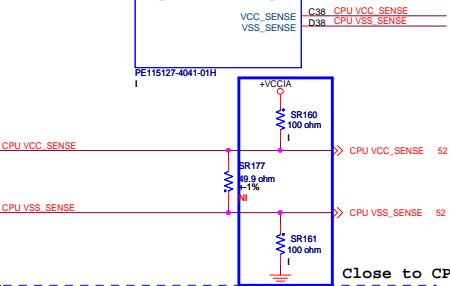 VCC_SENSE C38 CPU VCC_SENSE
VSS_SENSE D38 CPU VSS_SENSE
PE115127-4041-01H
I
+VCCIA
SR160
100 ohm
I
CPU VCC_SENSE
CPU VCC_SENSE 52
SR177
49.9 ohm
+-1%
NI
CPU VSS_SENSE
CPU VSS_SENSE 52
SR161
100 ohm
I
Close to CP